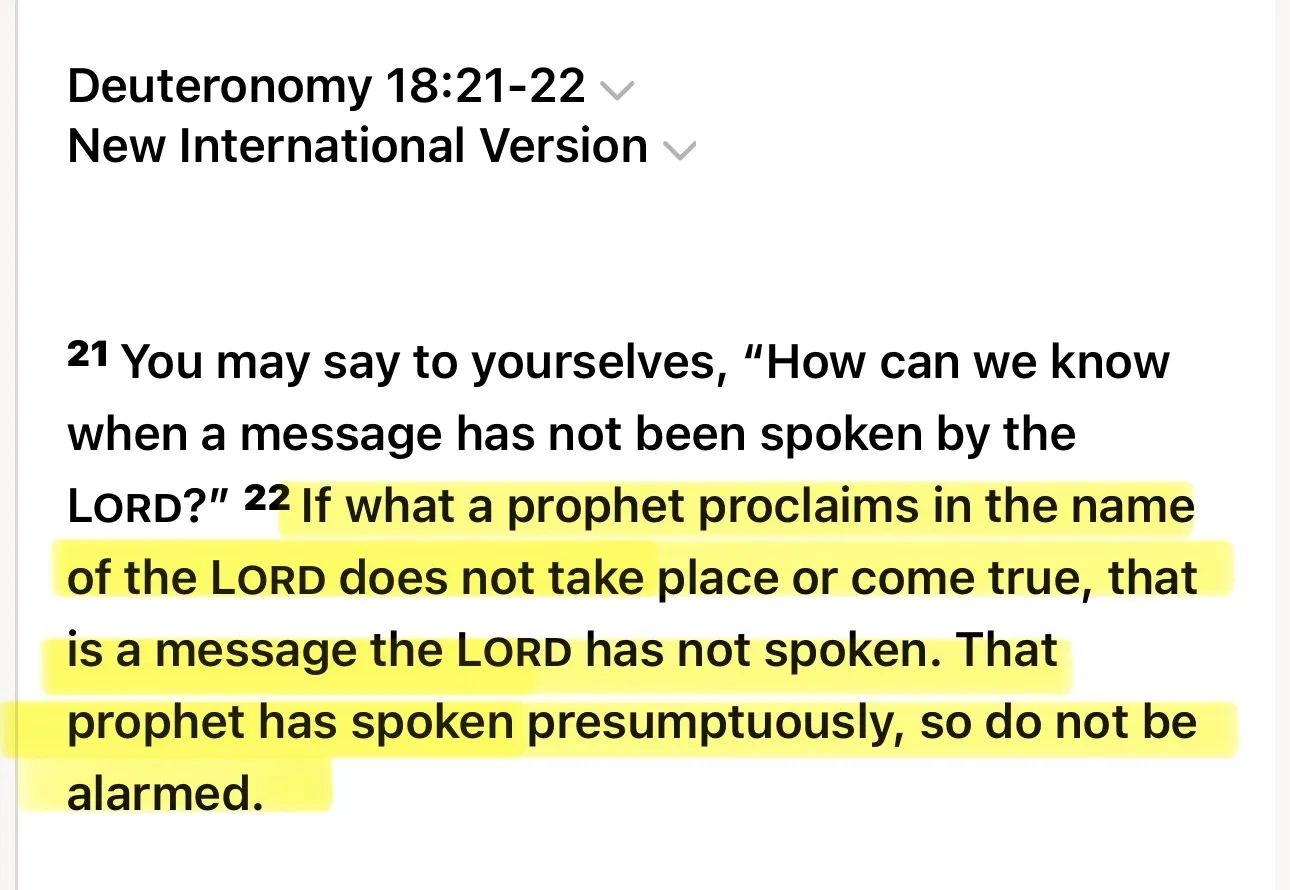 Deuteronomy 18:21-22
New International Version
21 You may say to yourselves, “How can we know
when a message has not been spoken by the
LORD?” 22 If what a prophet proclaims in the name
of the LORD does not take place or come true, that
is a message the LORD has not spoken. That
prophet has spoken presumptuously, so do not be
alarmed.